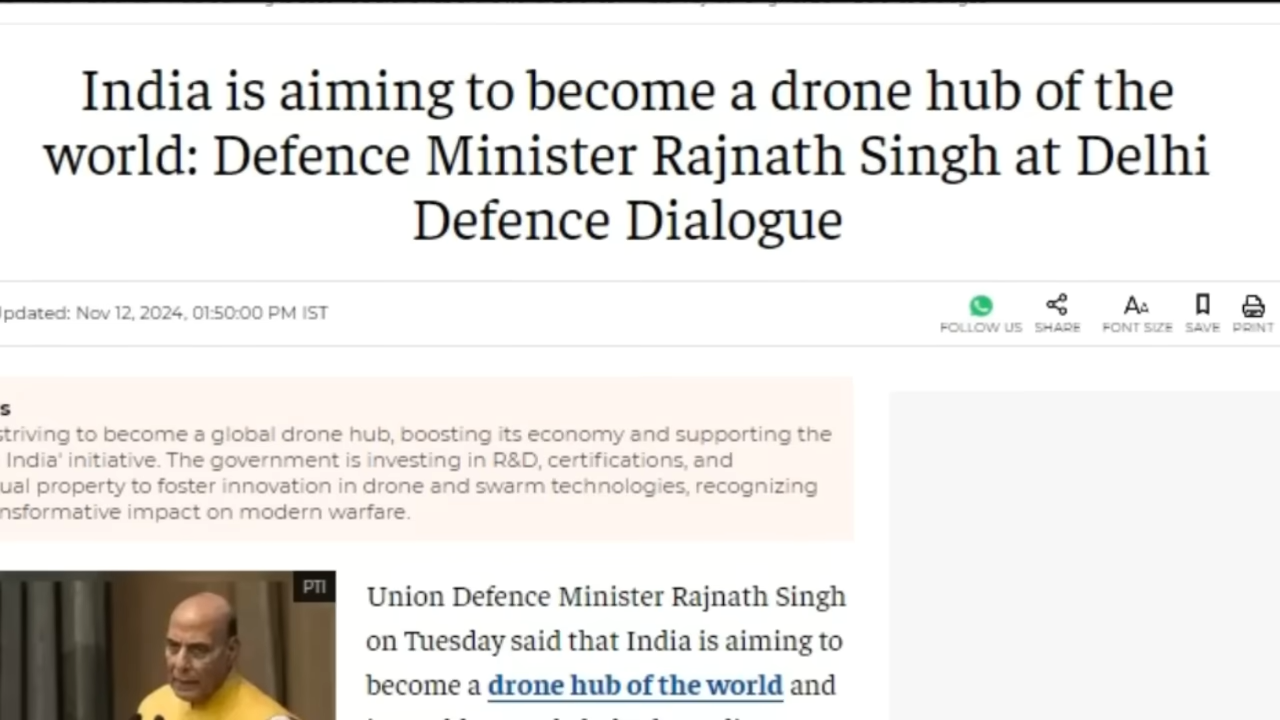 India is aiming to become a drone hub of the
world: Defence Minister Rajnath Singh at Delhi
Defence Dialogue
Updated: Nov 12, 2024, 01:50:00 PM IST
FOLLOW US SHARE FONT SIZE SAVE PRINT
striving to become a global drone hub, boosting its economy and supporting the
India' initiative. The government is investing in R&D, certifications, and
property to foster innovation in drone and swarm technologies, recognizing
impact on modern warfare.
PTI
Union Defence Minister Rajnath Singh
on Tuesday said that India is aiming to
become a drone hub of the world and